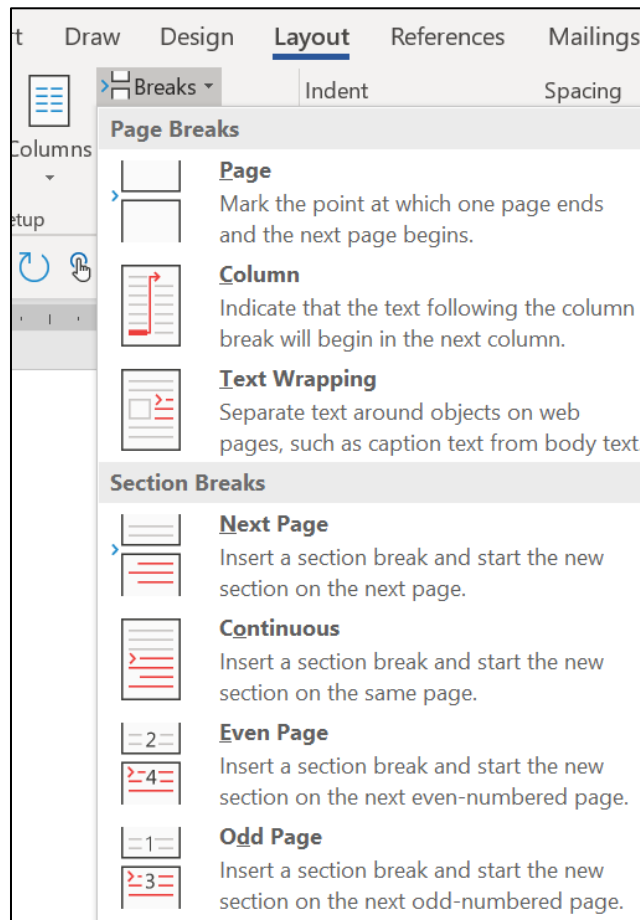 t Draw Design Layout References Mailings
Breaks Indent Spacing
Columns
etup
Page Breaks
Page
Mark the point at which one page ends
and the next page begins.
Column
Indicate that the text following the column
break will begin in the next column.
Text Wrapping
Separate text around objects on web
pages, such as caption text from body text
Section Breaks
Next Page
Insert a section break and start the new
section on the next page.
Continuous
Insert a section break and start the new
section on the same page.
2
4
Even Page
Insert a section break and start the new
section on the next even-numbered page.
1
3
Odd Page
Insert a section break and start the new
section on the next odd-numbered page.